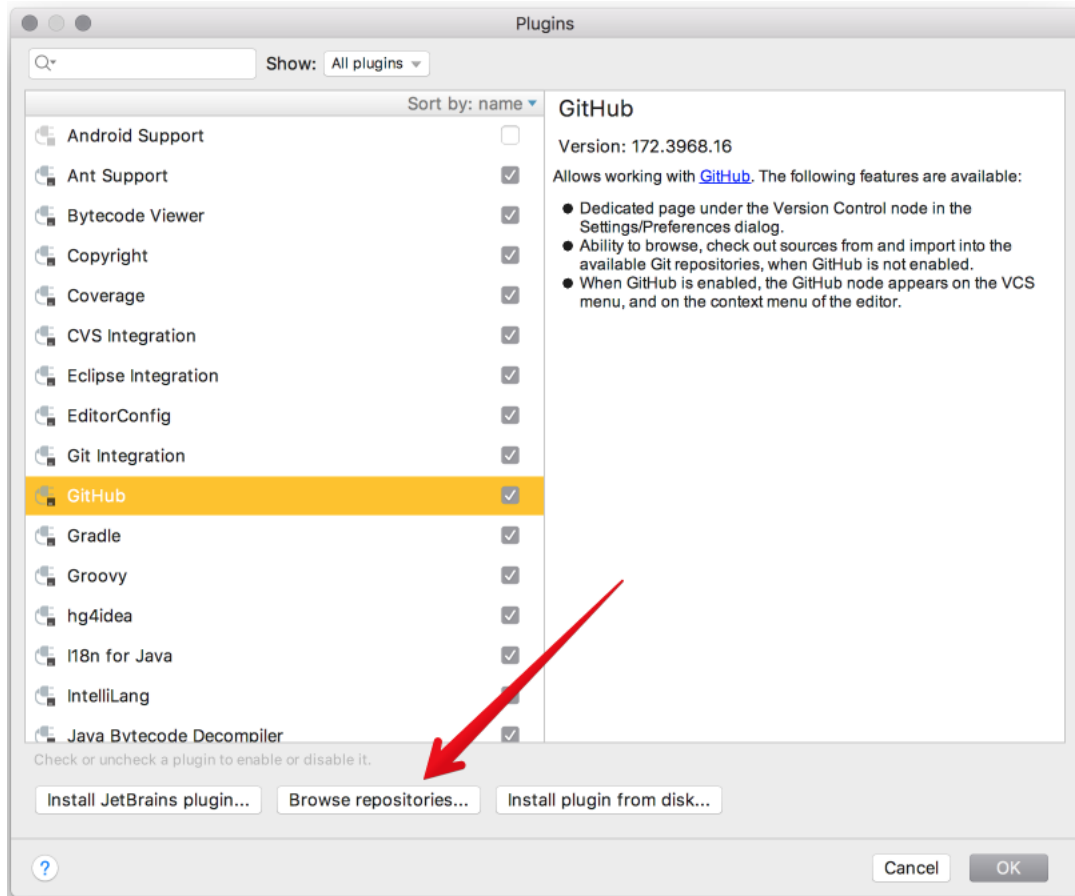 Plugins
Show: All plugins
Sort by: name
Android Support
Ant Support
Bytecode Viewer
Copyright
Coverage
CVS Integration
Eclipse Integration
EditorConfig
Git Integration
GitHub
Gradle
Groovy
hg4idea
I18n for Java
IntelliLang
Java Bytecode Decompiler
GitHub
Version: 172.3968.16
Allows working with GitHub. The following features are available:
● Dedicated page under the Version Control node in the
Settings/Preferences dialog.
● Ability to browse, check out sources from and import into the
available Git repositories, when GitHub is not enabled.
● When GitHub is enabled, the GitHub node appears on the VCS
menu, and on the context menu of the editor.
Check or uncheck a plugin to enable or disable it.
Install JetBrains plugin... Browse repositories... Install plugin from disk...
? Cancel OK